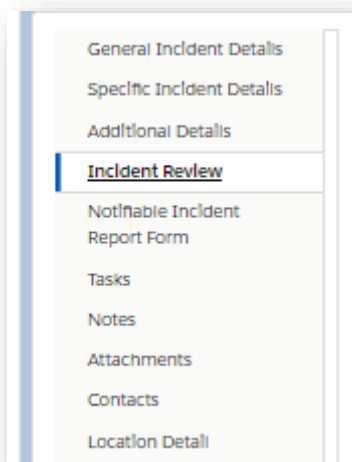 General Incident Details
Specific Incident Details
Additional Details
Incident Review
Notifiable Incident
Report Form
Tasks
Notes
Attachments
Contacts
Location Detail